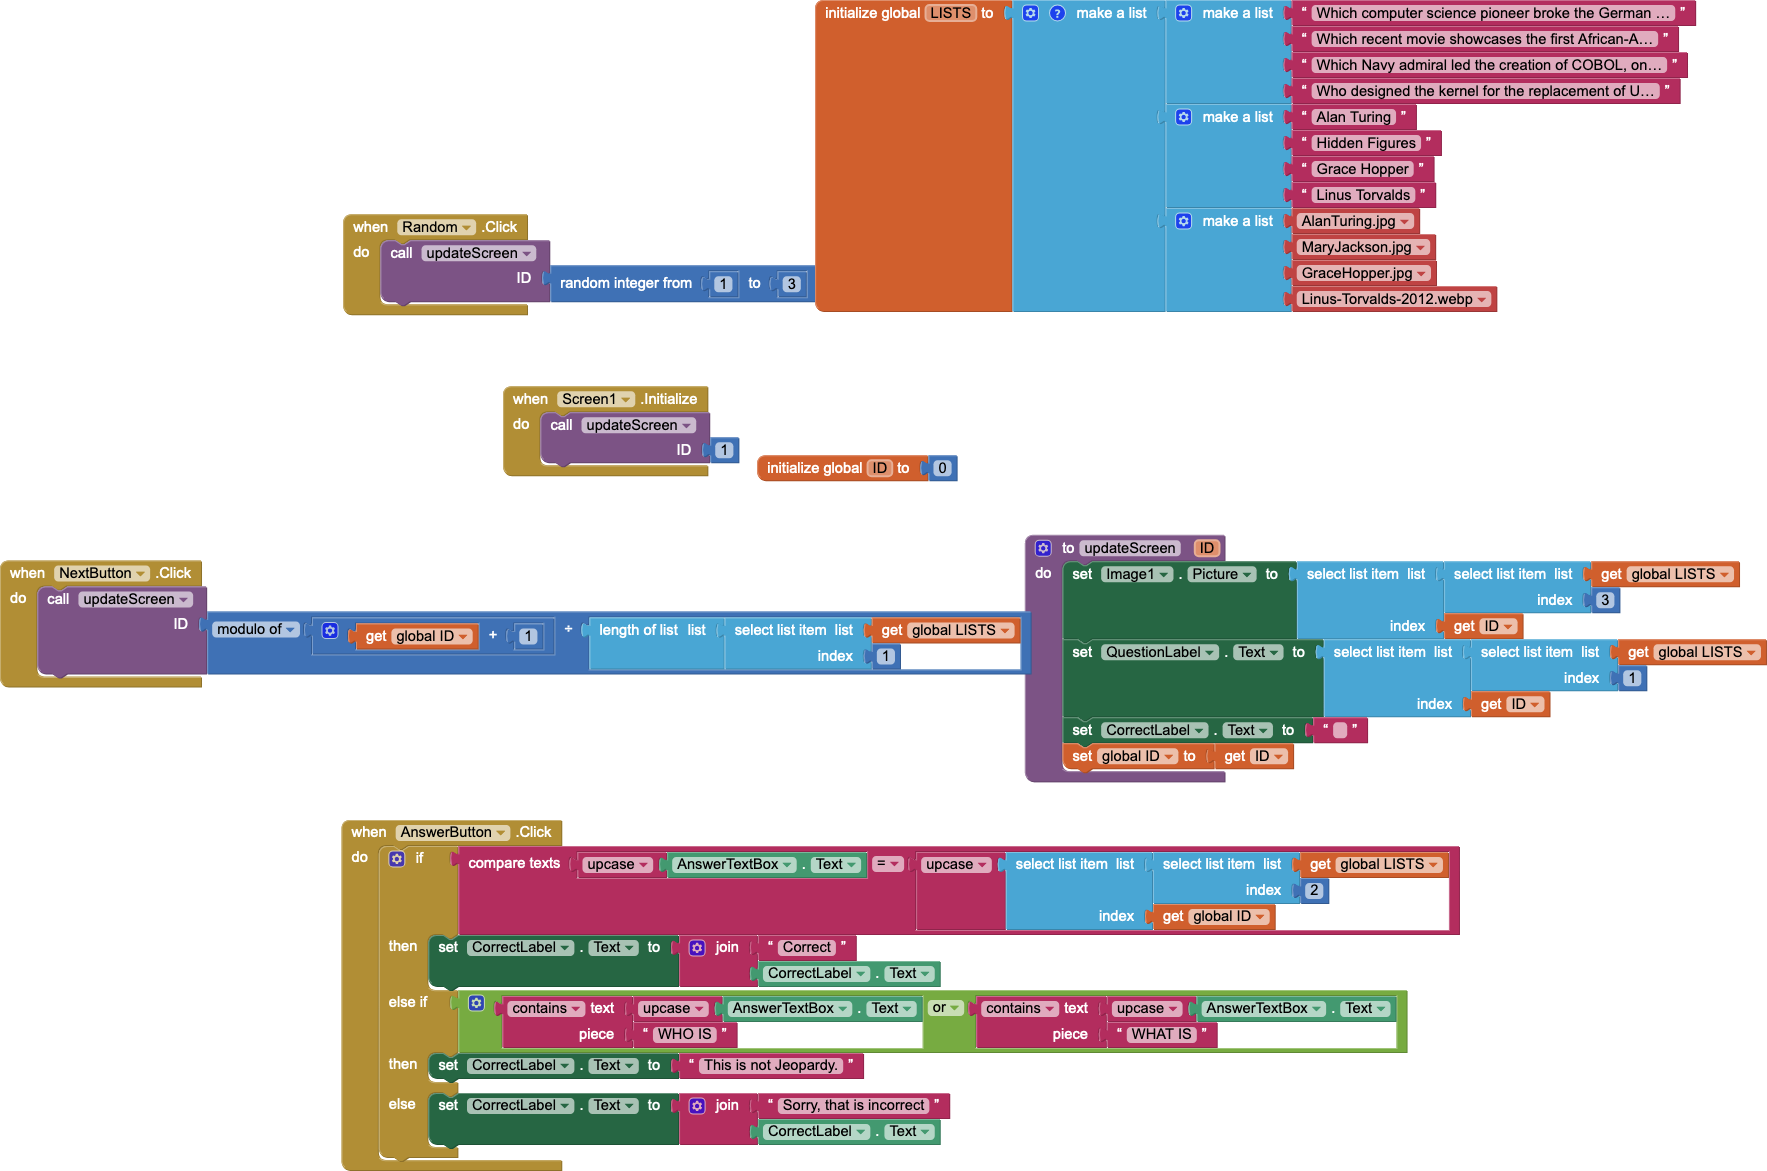 initialize global LISTS to make a list make a list “ Which computer science pioneer broke the German ... ”
“ Which recent movie showcases the first African-A... ”
“ Which Navy admiral led the creation of COBOL, on... ”
“ Who designed the kernel for the replacement of U... ”
make a list “ Alan Turing ”
“ Hidden Figures ”
“ Grace Hopper ”
“ Linus Torvalds ”
make a list AlanTuring.jpg
MaryJackson.jpg
GraceHopper.jpg
Linus-Torvalds-2012.webp
when Random .Click
do call updateScreen
ID random integer from 1 to 3
when Screen1 .Initialize
do call updateScreen
ID 1
initialize global ID to 0
when NextButton .Click
do call updateScreen
ID modulo of get global ID + 1 ÷ length of list list select list item list get global LISTS
index 1
to updateScreen ID
do set Image1 . Picture to select list item list select list item list get global LISTS
index 3
index get ID
set QuestionLabel . Text to select list item list select list item list get global LISTS
index 1
index get ID
set CorrectLabel . Text to “ ”
set global ID to get ID
when AnswerButton .Click
do if compare texts upcase AnswerTextBox . Text = upcase select list item list select list item list get global LISTS
index 2
index get global ID
then set CorrectLabel . Text to join “ Correct ”
CorrectLabel . Text
else if contains text upcase AnswerTextBox . Text or contains text upcase AnswerTextBox . Text
piece “ WHO IS ” piece “ WHAT IS ”
then set CorrectLabel . Text to “ This is not Jeopardy. ”
else set CorrectLabel . Text to join “ Sorry, that is incorrect ”
CorrectLabel . Text